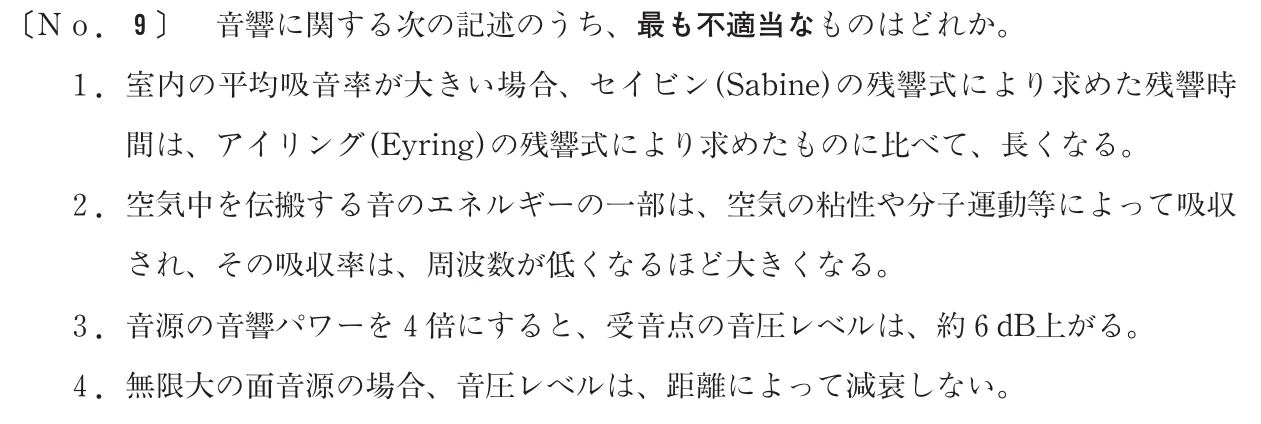 〔Ｎｏ．９〕 音響に関する次の記述のうち、最も不適当なものはどれか。
１．室内の平均吸音率が大きい場合、セイビン(Sabine)の残響式により求めた残響時
間は、アイリング(Eyring)の残響式により求めたものに比べて、長くなる。
２．空気中を伝搬する音のエネルギーの一部は、空気の粘性や分子運動等によって吸収
され、その吸収率は、周波数が低くなるほど大きくなる。
３．音源の音響パワーを４倍にすると、受音点の音圧レベルは、約６dB上がる。
４．無限大の面音源の場合、音圧レベルは、距離によって減衰しない。